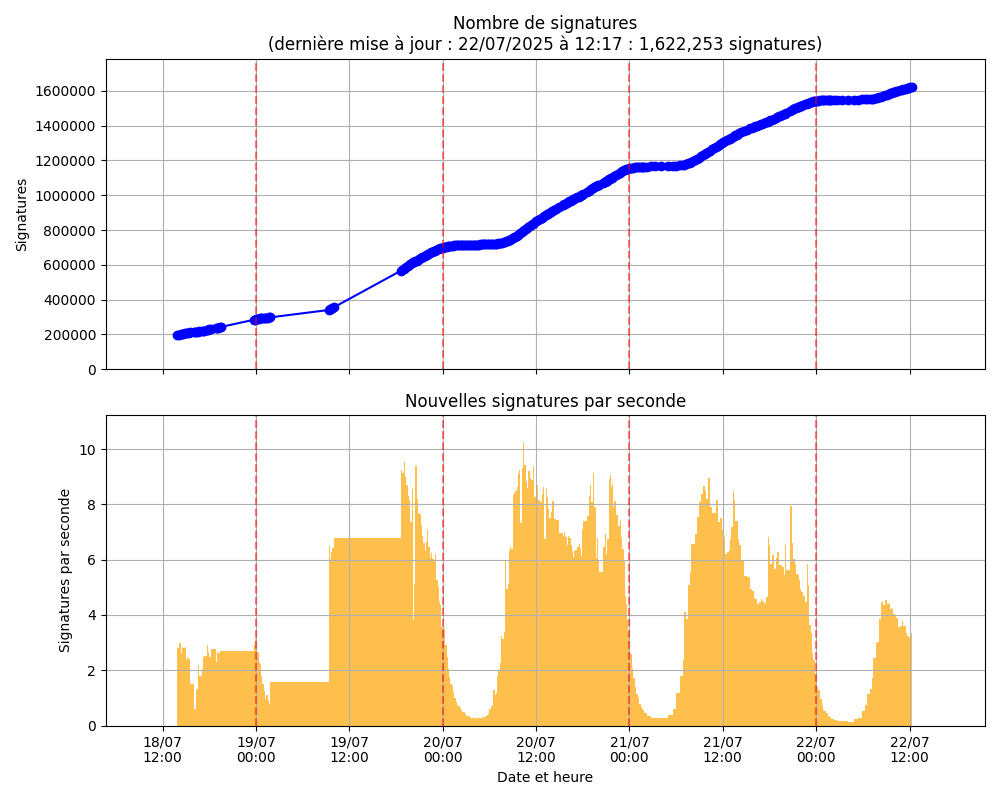 Nombre de signatures
(dernière mise à jour : 22/07/2025 à 12:17 : 1,622,253 signatures)
1600000
1400000
1200000
1000000
800000
600000
400000
200000
0
Signatures
Nouvelles signatures par seconde
10
8
6
4
2
0
Signatures par seconde
18/07 19/07 19/07 20/07 20/07 21/07 21/07 22/07 22/07
12:00 00:00 12:00 00:00 12:00 00:00 12:00 00:00 12:00
Date et heure